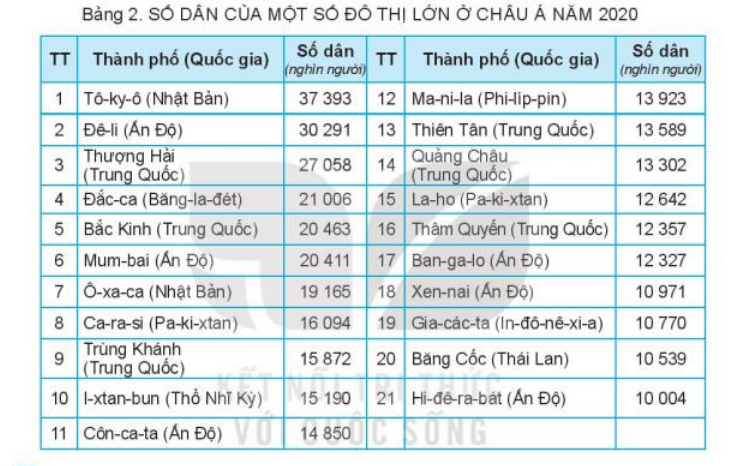 Bảng 2. SỐ DÂN CỦA MỘT SỐ ĐÔ THỊ LỚN Ở CHÂU Á NĂM 2020
TT Thành phố (Quốc gia) Số dân (nghìn người) TT Thành phố (Quốc gia) Số dân (nghìn người)
1 Tô-ky-ô (Nhật Bản) 37 393 12 Ma-ni-la (Phi-líp-pin) 13 923
2 Đê-li (Ấn Độ) 30 291 13 Thiên Tân (Trung Quốc) 13 589
3 Thượng Hải (Trung Quốc) 27 058 14 Quảng Châu (Trung Quốc) 13 302
4 Đắc-ca (Băng-la-đét) 21 006 15 La-ho (Pa-ki-xtan) 12 642
5 Bắc Kinh (Trung Quốc) 20 463 16 Thâm Quyến (Trung Quốc) 12 357
6 Mum-bai (Ấn Độ) 20 411 17 Ban-ga-lo (Ấn Độ) 12 327
7 Ô-xa-ca (Nhật Bản) 19 165 18 Xen-nai (Ấn Độ) 10 971
8 Ca-ra-si (Pa-ki-xtan) 16 094 19 Gia-các-ta (In-đô-nê-xi-a) 10 770
9 Trùng Khánh (Trung Quốc) 15 872 20 Băng Cốc (Thái Lan) 10 539
10 I-xtan-bun (Thổ Nhĩ Kỳ) 15 190 21 Hi-đê-ra-bát (Ấn Độ) 10 004
11 Côn-ca-ta (Ấn Độ) 14 850
KẾT NỐI TRI THỨC
VỚI CUỘC SỐNG